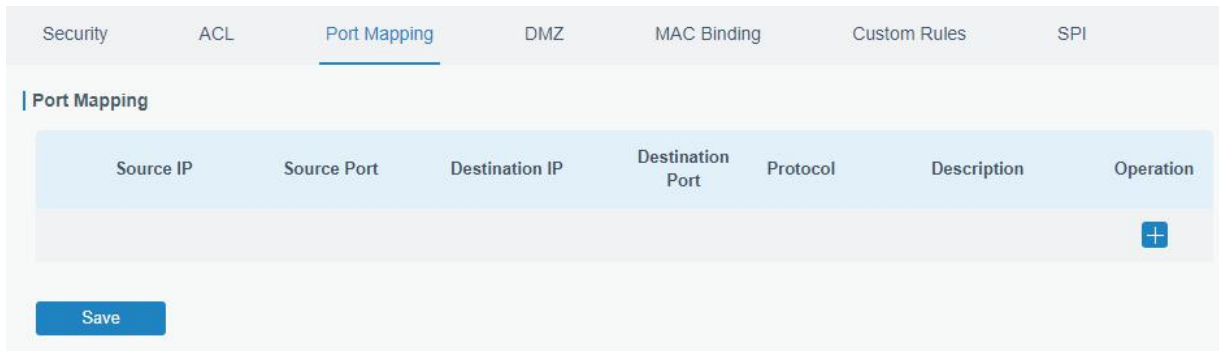 Security ACL Port Mapping DMZ MAC Binding Custom Rules SPI
Port Mapping
Source IP Source Port Destination IP Destination Port Protocol Description Operation
Save